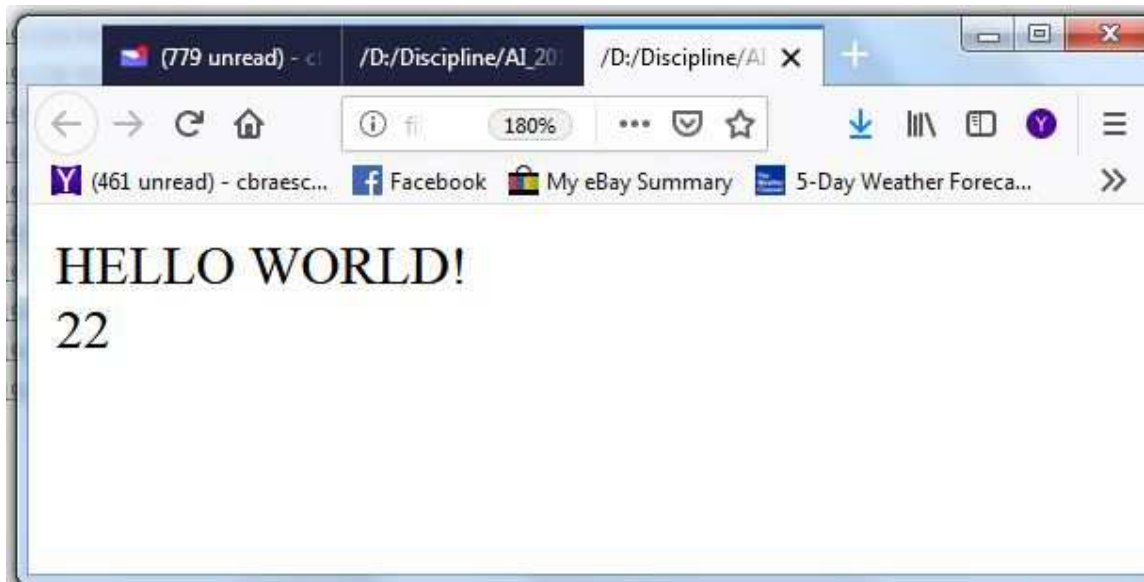 (779 unread) - c
/D:/Discipline/AI_20
/D:/Discipline/AI
180%
(461 unread) - cbraesc...
Facebook
My eBay Summary
5-Day Weather Foreca...
HELLO WORLD!
22